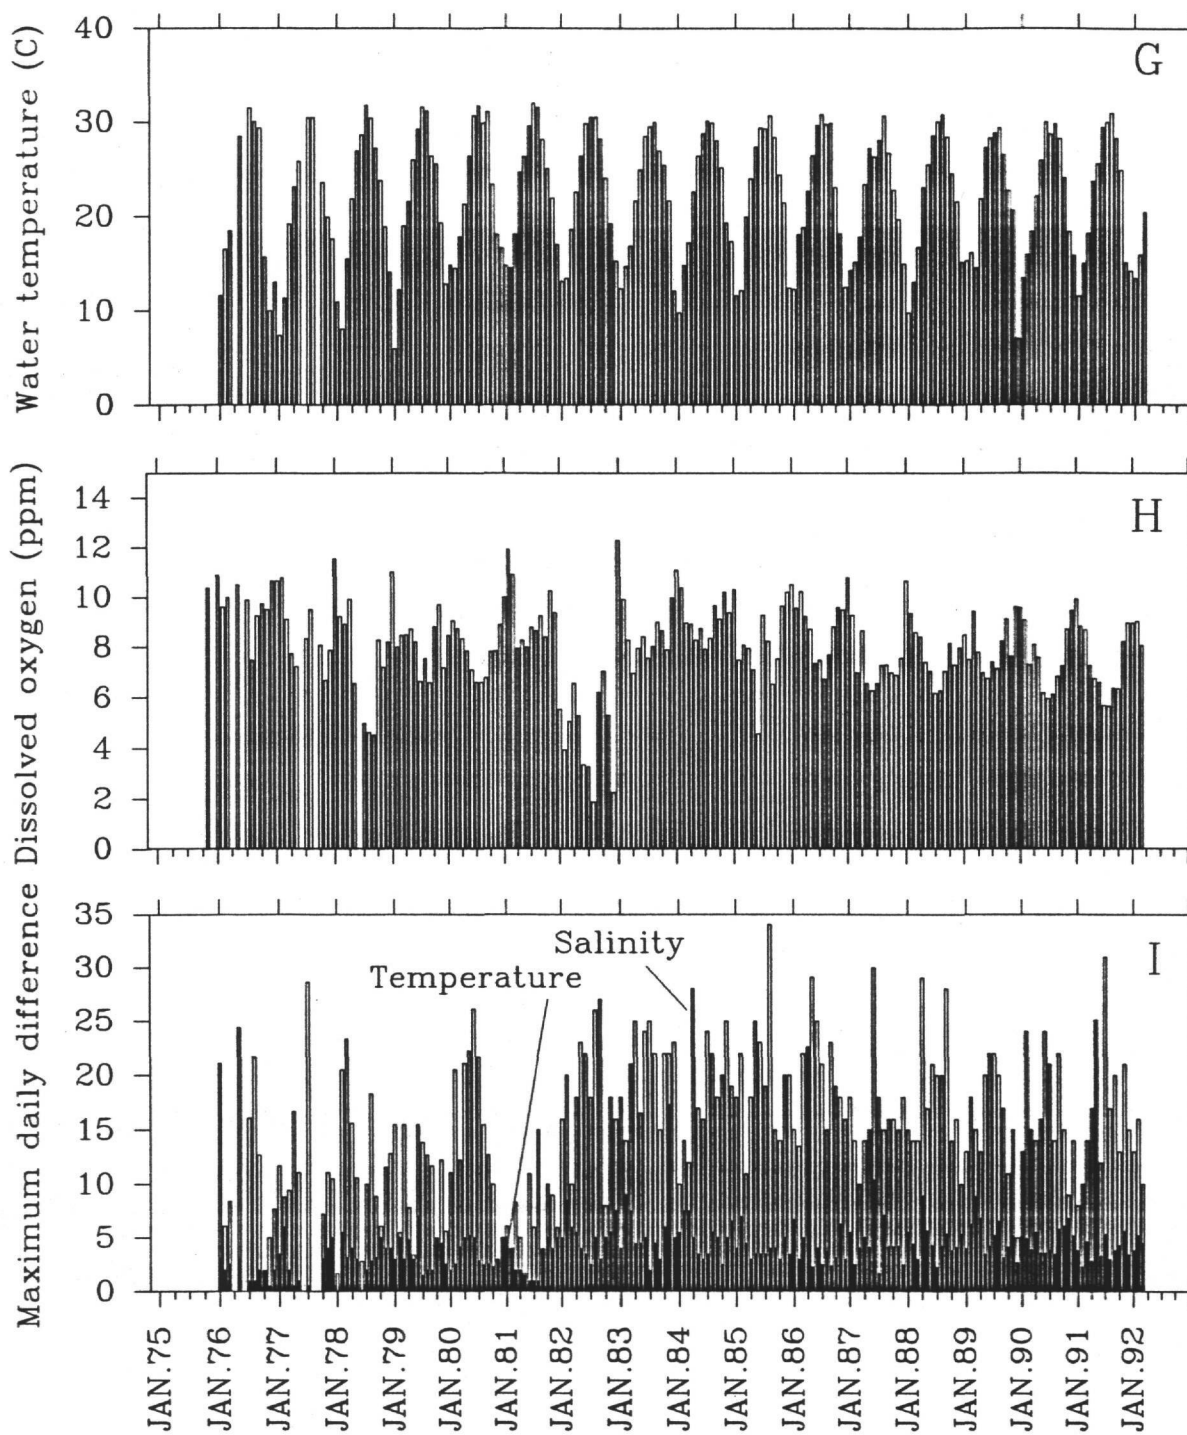 Water temperature (C)
40
30
20
10
0
G
Dissolved oxygen (ppm)
14
12
10
8
6
4
2
0
H
Maximum daily difference
35
30
25
20
15
10
5
0
Salinity
Temperature
I
JAN.75
JAN.76
JAN.77
JAN.78
JAN.79
JAN.80
JAN.81
JAN.82
JAN.83
JAN.84
JAN.85
JAN.86
JAN.87
JAN.88
JAN.89
JAN.90
JAN.91
JAN.92